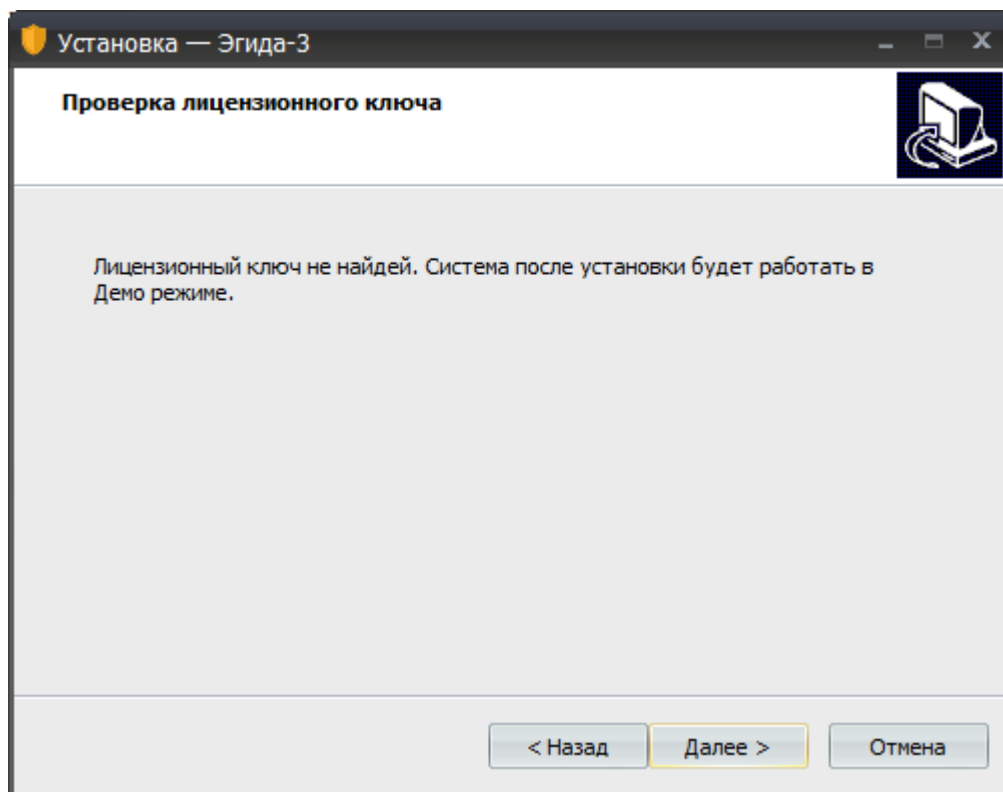 Установка — Эгида-3
Проверка лицензионного ключа
Лицензионный ключ не найдей. Система после установки будет работать в
Демо режиме.
< Назад
Далее >
Отмена